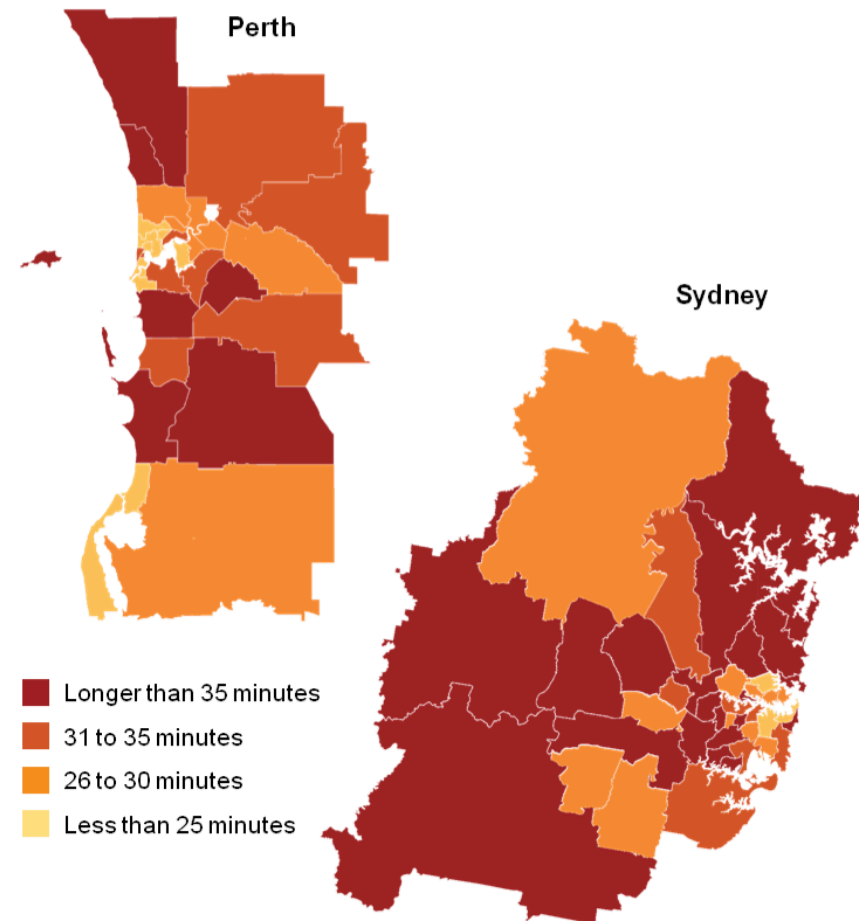 Perth
Sydney
Longer than 35 minutes
31 to 35 minutes
26 to 30 minutes
Less than 25 minutes